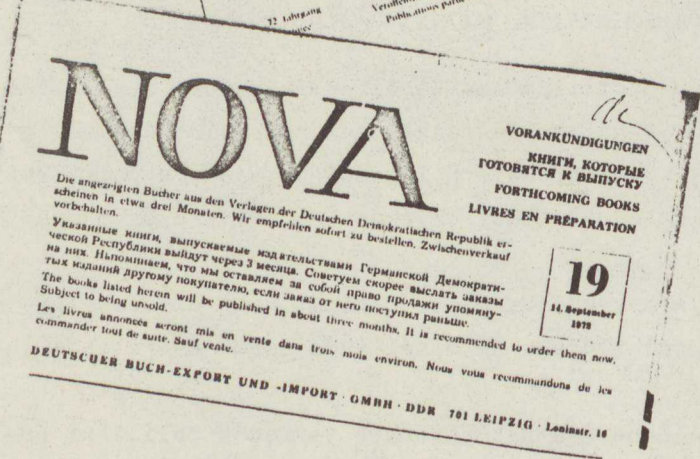 12 Jahrgang
NOVA
VORANKÜNDIGUNGEN
КНИГИ, КОТОРЫЕ
ГОТОВЯТСЯ К ВЫПУСКУ
FORTHCOMING BOOKS
LIVRES EN PRÉPARATION
Die angezeigten Bücher aus den Verlagen der Deutschen Demokratischen Republik er-
scheinen in etwa drei Monaten. Wir empfehlen sofort zu bestellen. Zwischenverkauf
vorbehalten.
Указанные книги, выпускаемые издательствами Германской Демократи-
ческой Республики выйдут через 3 месяца. Советуем скорее выслать заказы
на них. Напоминаем, что мы оставляем за собой право продажи упомяну-
тых изданий другому покупателю, если заказ от него поступил раньше.
The books listed herein will be published in about three months. It is recommended to order them now.
Subject to being unsold.
Les livres annoncés seront mis en vente dans trois mois environ. Nous vous recommandons de les
commander tout de suite. Sauf vente.
19
14. September
DEUTSCHER BUCH-EXPORT UND -IMPORT · GMBH · DDR 701 LEIPZIG · Leninstr. 16